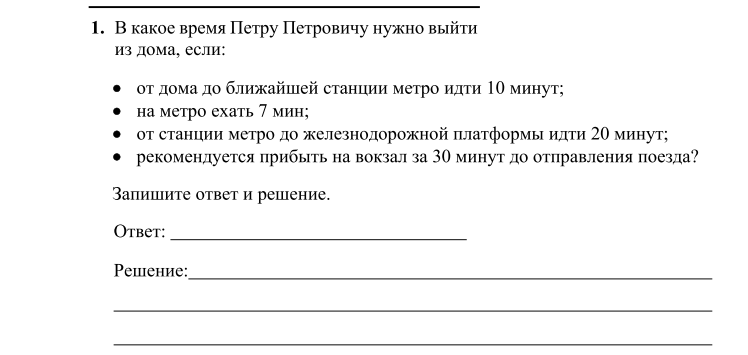 1. В какое время Петру Петровичу нужно выйти
из дома, если:
● от дома до ближайшей станции метро идти 10 минут;
● на метро ехать 7 мин;
● от станции метро до железнодорожной платформы идти 20 минут;
● рекомендуется прибыть на вокзал за 30 минут до отправления поезда?
Запишите ответ и решение.
Ответ:
Решение: